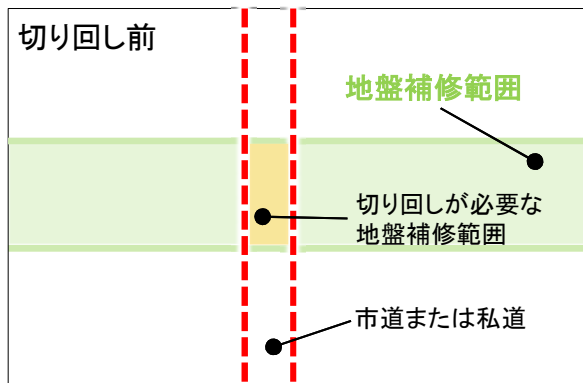 切り回し前
地盤補修範囲
切り回しが必要な
地盤補修範囲
市道または私道